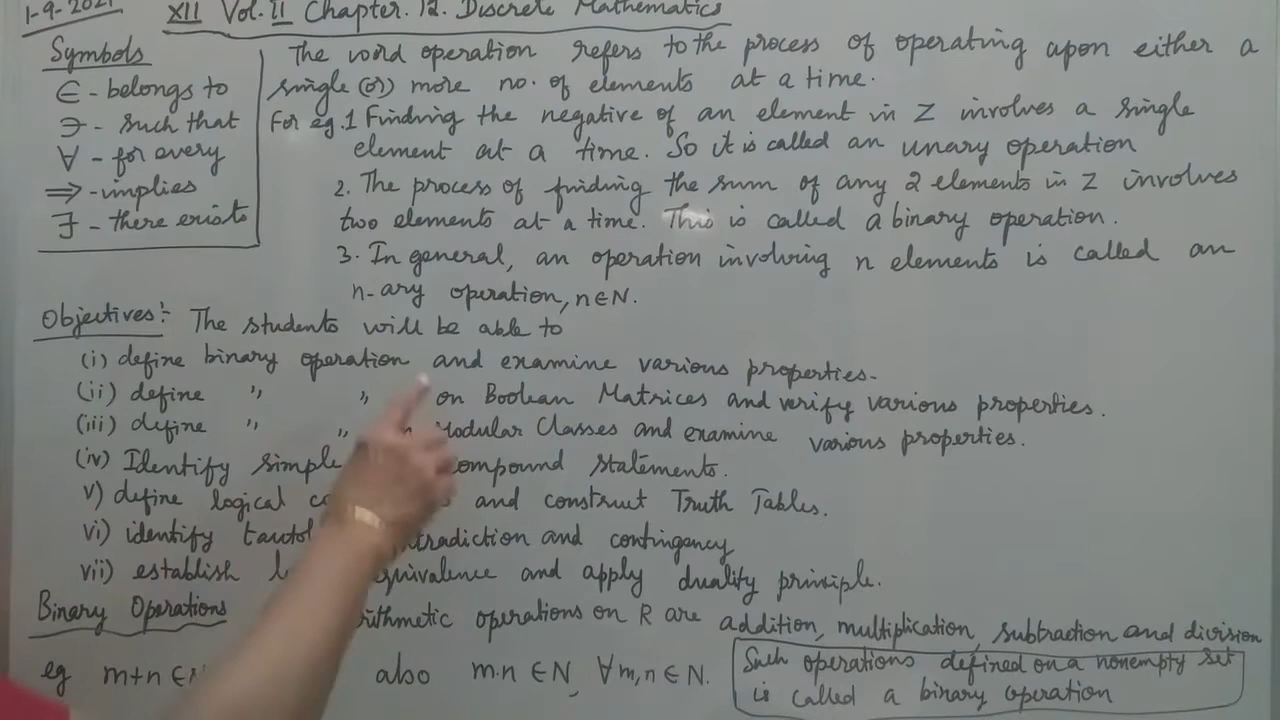 1-9-2021 XII Vol. II Chapter. 12. Discrete Mathematics
Symbols
∈ - belongs to
∋ - such that
∀ - for every
⇒ - implies
∃ - there exists
The word operation refers to the process of operating upon either a
single (or) more no. of elements at a time.
For eg. 1 Finding the negative of an element in Z involves a single
element at a time. So it is called an unary operation
2. The process of finding the sum of any 2 elements in Z involves
two elements at a time. This is called a binary operation.
3. In general, an operation involving n elements is called an
n-ary operation, n∈N.
Objectives:- The students will be able to
(i) define binary operation and examine various properties.
(ii) define " " on Boolean Matrices and verify various properties.
(iii) define " " Modular Classes and examine various properties.
(iv) Identify simple compound statements.
v) define logical and construct Truth Tables.
vi) identify and contingency
vii) establish and apply duality principle.
Binary Operations operations on R are addition, multiplication, subtraction and division
eg m+n ∈ also m.n ∈ N, ∀ m, n ∈ N.
Such operations defined on a nonempty set
is called a binary operation